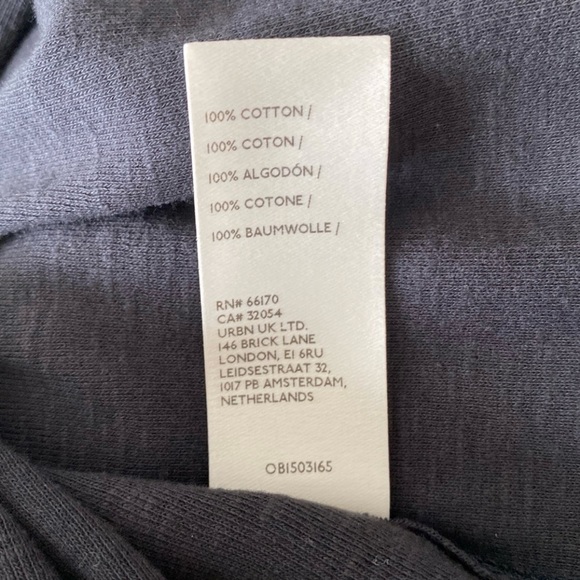 100% COTTON /
100% COTON /
100% ALGODÓN /
100% COTONE /
100% BAUMWOLLE /
RN# 66170
CA# 32054
URBN UK LTD.
146 BRICK LANE
LONDON, E1 6RU
LEIDSESTRAAT 32,
1017 PB AMSTERDAM,
NETHERLANDS
OB1503165